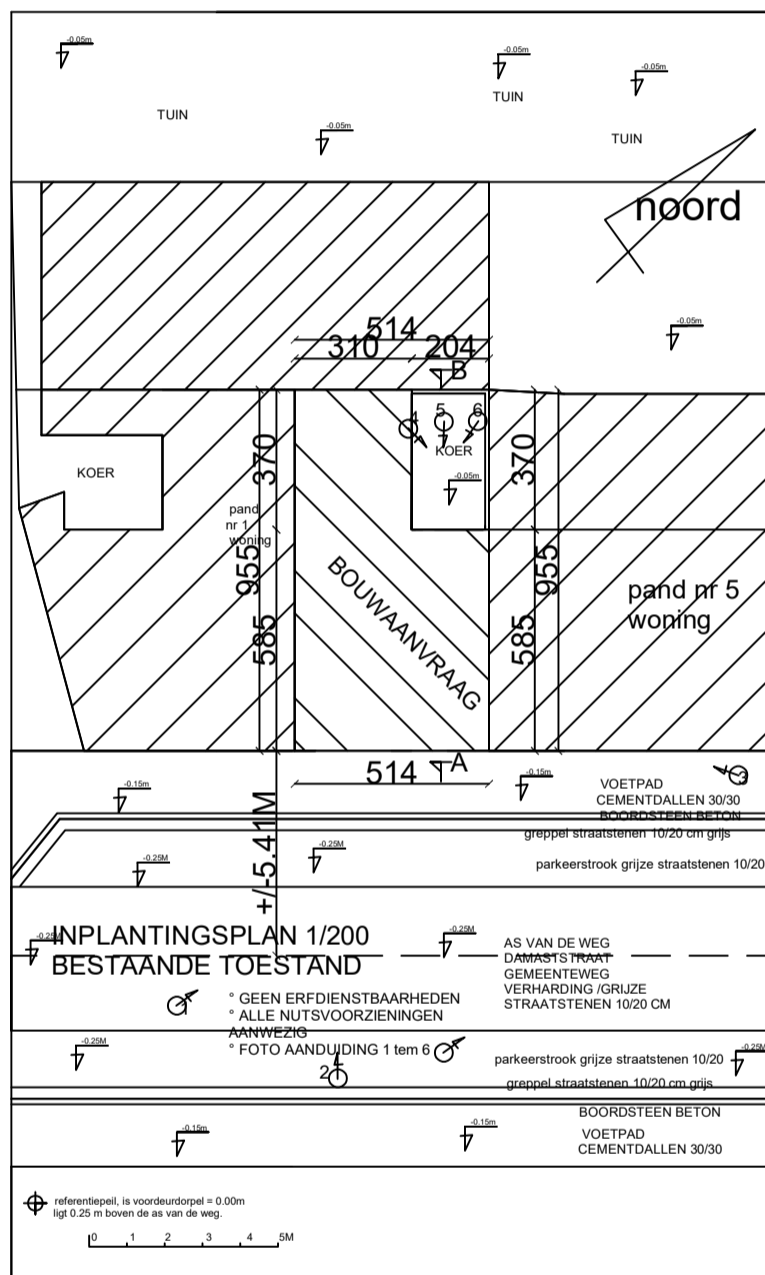 -0.05m
-0.05m
-0.05m
TUIN
TUIN
-0.05m
TUIN
noord
-0.05m
514
310
204
B
4
5
6
370
370
KOER
KOER
-0.05m
pand
nr 1
woning
955
955
585
585
BOUWAANVRAAG
pand nr 5
woning
514
A
3
-0.15m
-0.15m
VOETPAD
CEMENTDALLEN 30/30
BOORDSTEEN BETON
greppel straatstenen 10/20 cm grijs
+/-5.41M
-0.25M
-0.25M
parkeerstrook grijze straatstenen 10/20
-0.25M
-0.25M
INPLANTINGSPLAN 1/200
BESTAANDE TOESTAND
AS VAN DE WEG
DAMASTSTRAAT
GEMEENTEWEG
VERHARDING /GRIJZE
STRAATSTENEN 10/20 CM
1
° GEEN ERFDIENSTBAARHEDEN
° ALLE NUTSVOORZIENINGEN
AANWEZIG
° FOTO AANDUIDING 1 tem 6
-0.25M
-0.25M
parkeerstrook grijze straatstenen 10/20
2
greppel straatstenen 10/20 cm grijs
BOORDSTEEN BETON
-0.15m
-0.15m
VOETPAD
CEMENTDALLEN 30/30
referentiepeil, is voordeurdorpel = 0.00m
ligt 0.25 m boven de as van de weg.
0 1 2 3 4 5M